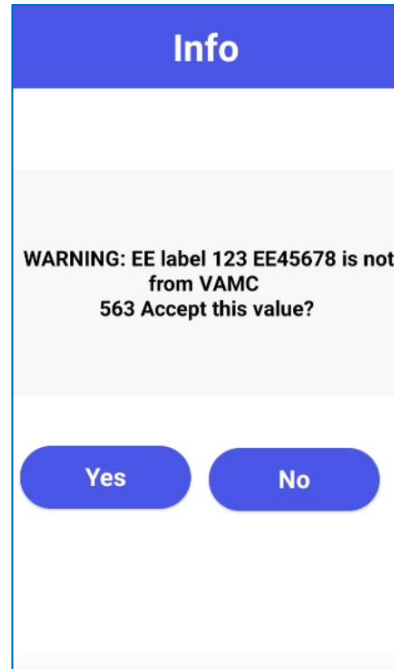 Info
WARNING: EE label 123 EE45678 is not
from VAMC
563 Accept this value?
Yes
No